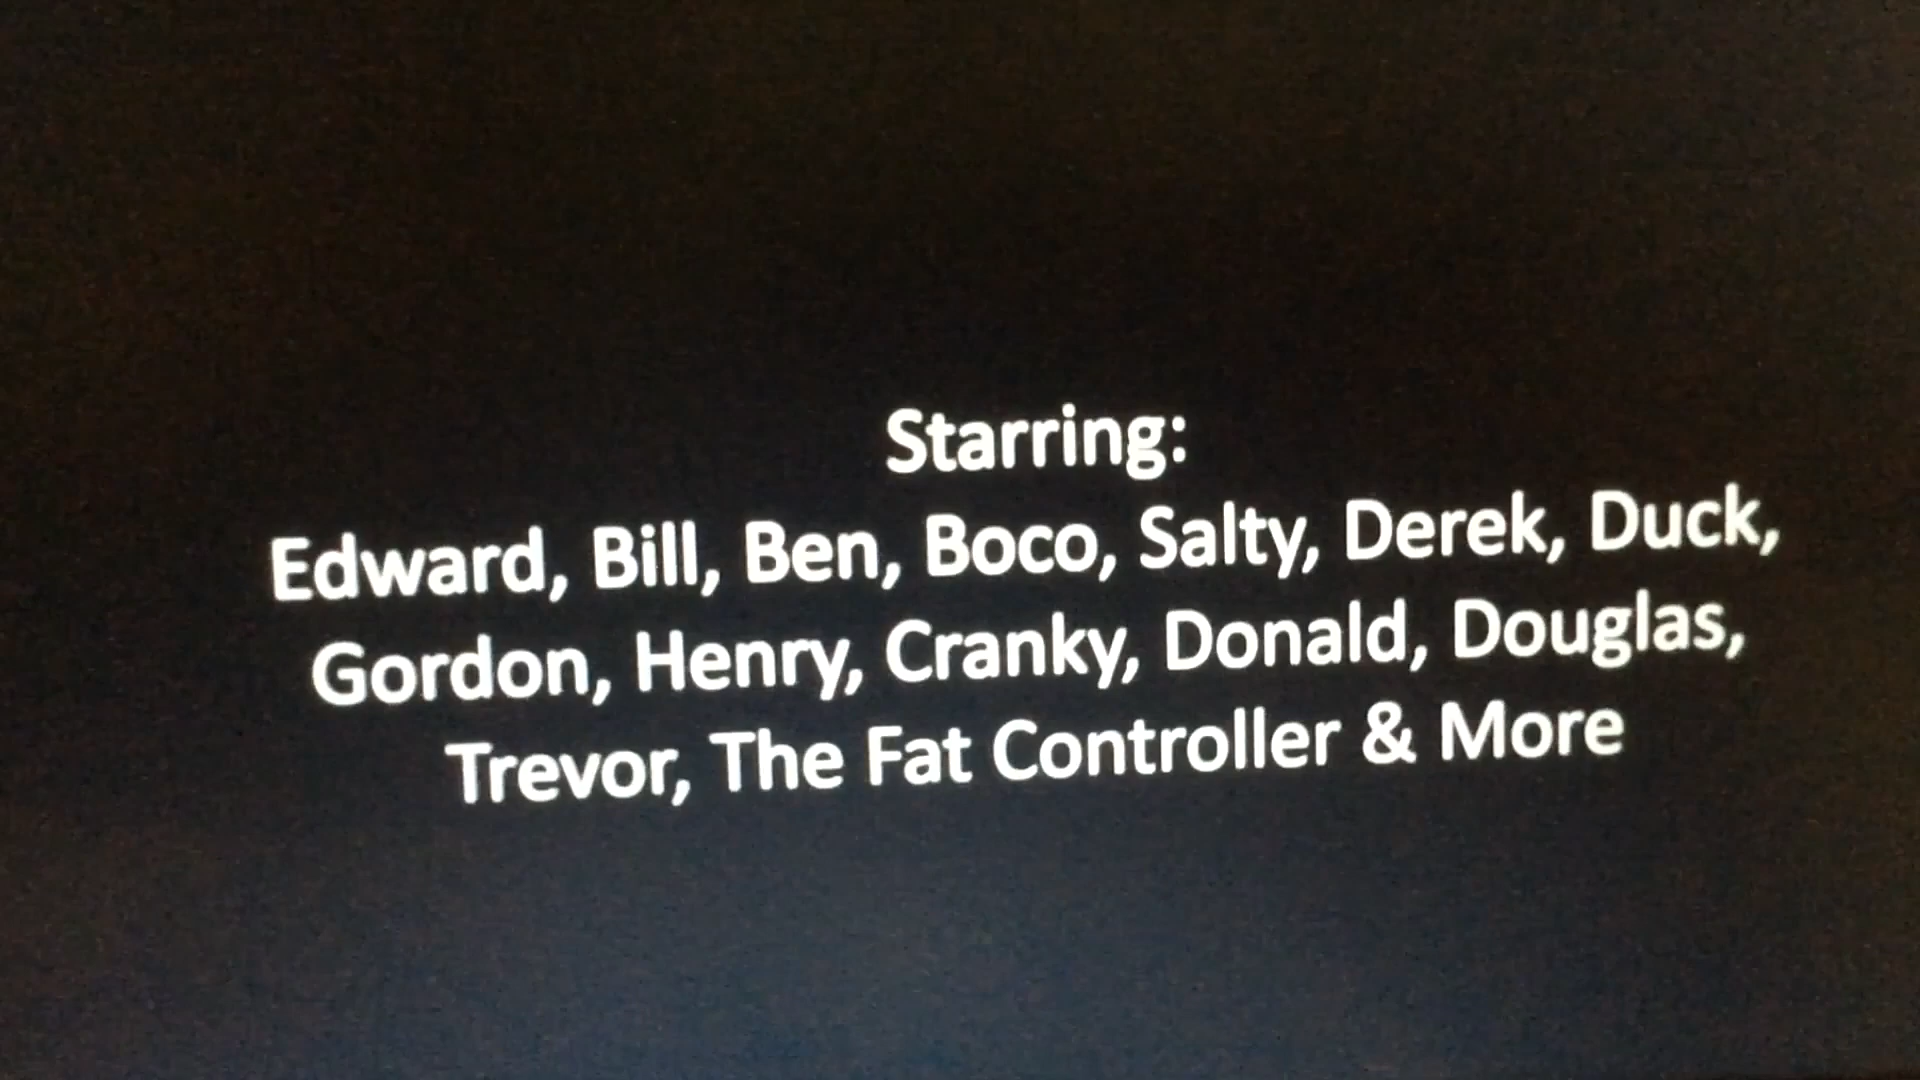 Starring:
Edward, Bill, Ben, Boco, Salty, Derek, Duck,
Gordon, Henry, Cranky, Donald, Douglas,
Trevor, The Fat Controller & More